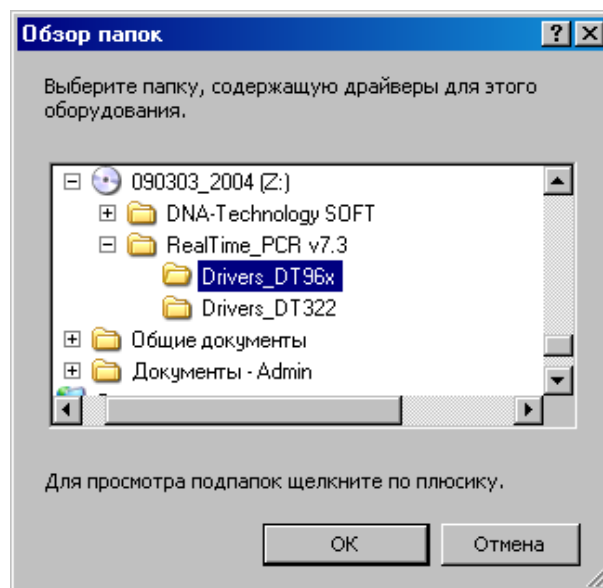 Обзор папок
Выберите папку, содержащую драйверы для этого
оборудования.
090303_2004 (Z:)
DNA-Technology SOFT
RealTime_PCR v7.3
Drivers_DT96x
Drivers_DT322
Общие документы
Документы - Admin
Для просмотра подпапок щелкните по плюсику.
ОК
Отмена